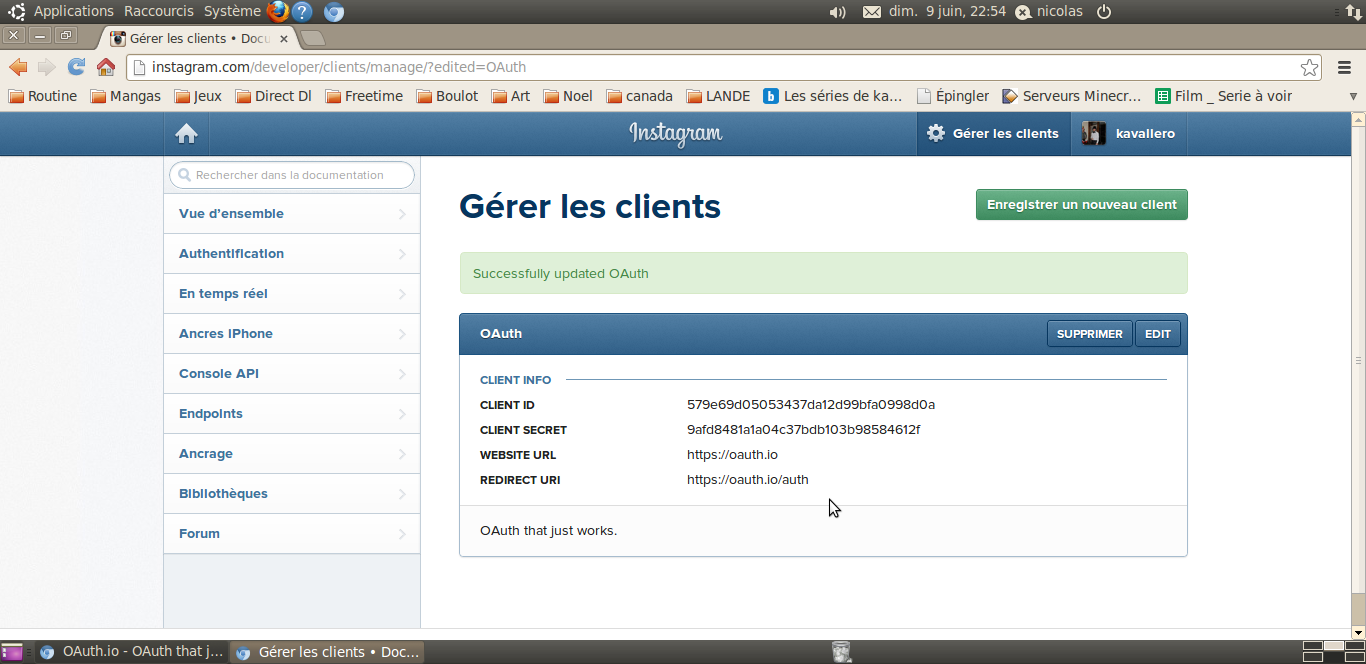 Applications Raccourcis Système dim. 9 juin, 22:54 nicolas
Gérer les clients • Docu
instagram.com/developer/clients/manage/?edited=OAuth
Routine Mangas Jeux Direct Dl Freetime Boulot Art Noel canada LANDE Les séries de ka... Épingler Serveurs Minecr... Film _ Serie à voir
Instagram Gérer les clients kavallero
Rechercher dans la documentation
Vue d'ensemble
Authentification
En temps réel
Ancres iPhone
Console API
Endpoints
Ancrage
Bibliothèques
Forum
Gérer les clients
Enregistrer un nouveau client
Successfully updated OAuth
OAuth SUPPRIMER EDIT
CLIENT INFO
CLIENT ID 579e69d05053437da12d99bfa0998d0a
CLIENT SECRET 9afd8481a1a04c37bdb103b98584612f
WEBSITE URL https://oauth.io
REDIRECT URI https://oauth.io/auth
OAuth that just works.
OAuth.io - OAuth that j... Gérer les clients • Doc...